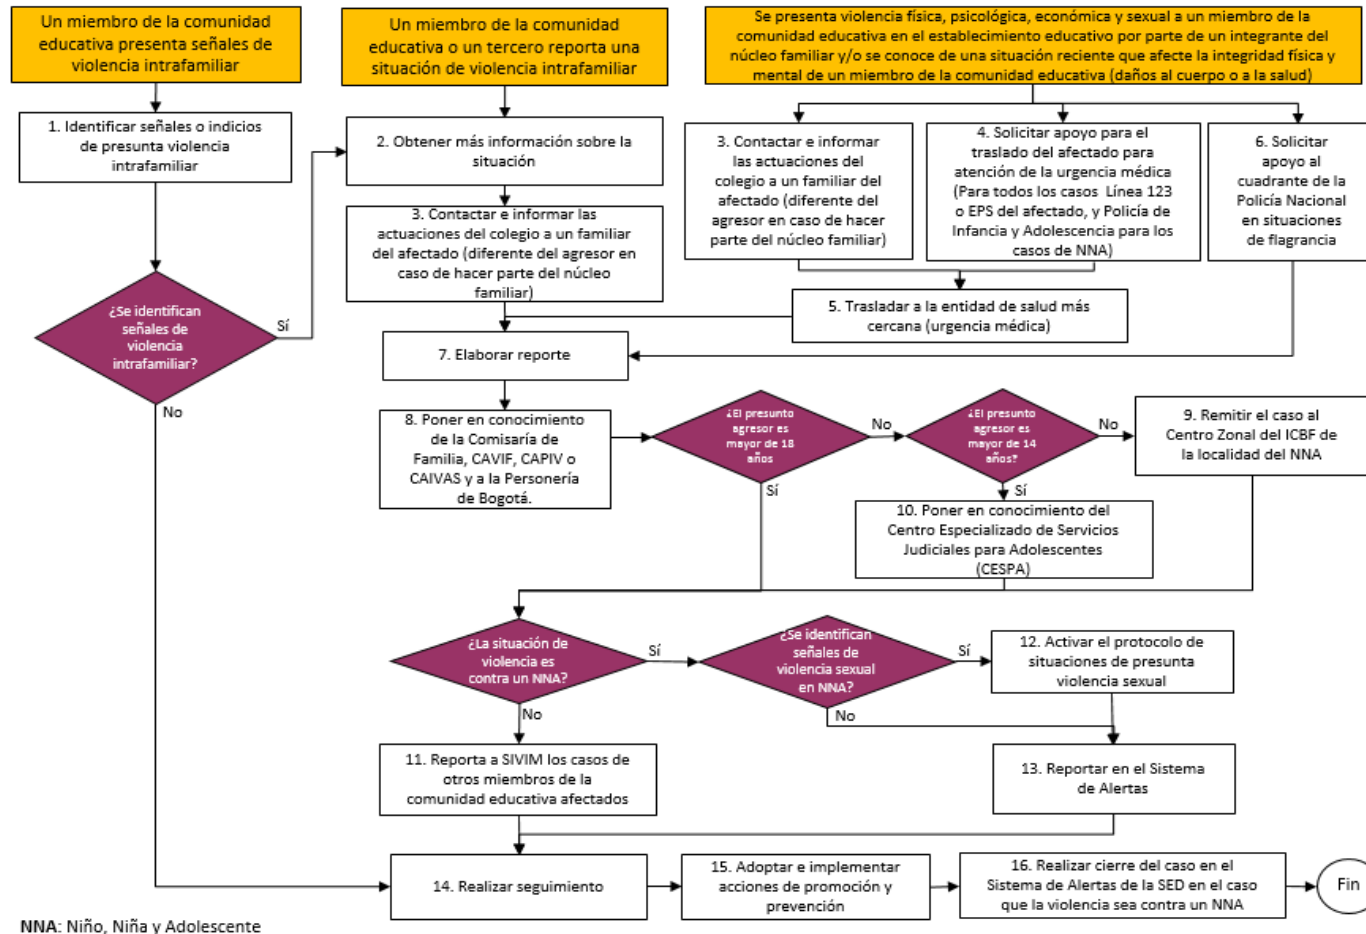 Un miembro de la comunidad
educativa presenta señales de
violencia intrafamiliar
Un miembro de la comunidad
educativa o un tercero reporta una
situación de violencia intrafamiliar
Se presenta violencia física, psicológica, económica y sexual a un miembro de la
comunidad educativa en el establecimiento educativo por parte de un integrante del
núcleo familiar y/o se conoce de una situación reciente que afecte la integridad física y
mental de un miembro de la comunidad educativa (daños al cuerpo o a la salud)
1. Identificar señales o indicios
de presunta violencia
intrafamiliar
2. Obtener más información sobre la
situación
3. Contactar e informar
las actuaciones del
colegio a un familiar del
afectado (diferente del
agresor en caso de hacer
parte del núcleo familiar)
4. Solicitar apoyo para el
traslado del afectado para
atención de la urgencia médica
(Para todos los casos Línea 123
o EPS del afectado, y Policía de
Infancia y Adolescencia para los
casos de NNA)
6. Solicitar
apoyo al
cuadrante de la
Policía Nacional
en situaciones
de flagrancia
3. Contactar e informar las
actuaciones del colegio a un familiar
del afectado (diferente del agresor en
caso de hacer parte del núcleo
familiar)
5. Trasladar a la entidad de salud más
cercana (urgencia médica)
¿Se identifican
señales de
violencia
intrafamiliar?
Sí
No
7. Elaborar reporte
8. Poner en conocimiento
de la Comisaría de
Familia, CAVIF, CAPIV o
CAIVAS y a la Personería
de Bogotá.
¿El presunto
agresor es
mayor de 18
años
No
Sí
¿El presunto
agresor es
mayor de 14
años?
No
Sí
9. Remitir el caso al
Centro Zonal del ICBF de
la localidad del NNA
10. Poner en conocimiento del
Centro Especializado de Servicios
Judiciales para Adolescentes
(CESPA)
¿La situación de
violencia es
contra un NNA?
Sí
No
¿Se identifican
señales de
violencia sexual
en NNA?
Sí
No
12. Activar el protocolo de
situaciones de presunta
violencia sexual
11. Reporta a SIVIM los casos de
otros miembros de la
comunidad educativa afectados
13. Reportar en el Sistema
de Alertas
14. Realizar seguimiento
15. Adoptar e implementar
acciones de promoción y
prevención
16. Realizar cierre del caso en el
Sistema de Alertas de la SED en el caso
que la violencia sea contra un NNA
Fin
NNA: Niño, Niña y Adolescente